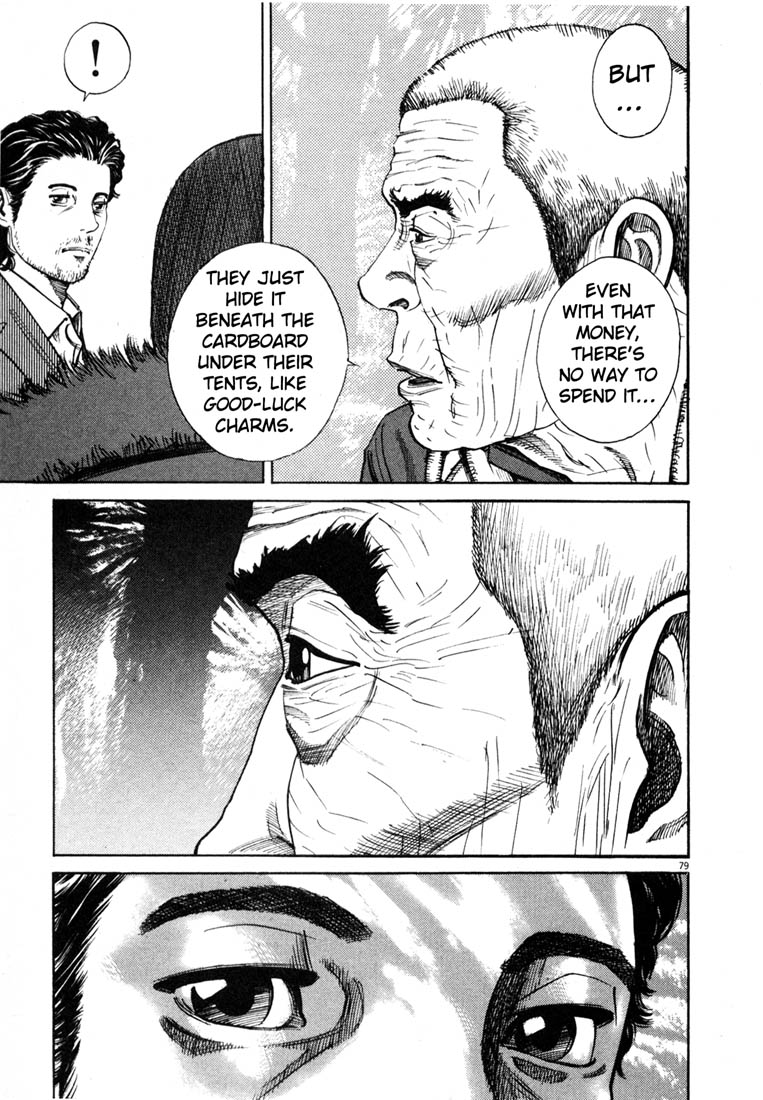 BUT
...
EVEN
WITH THAT
MONEY,
THERE'S
NO WAY TO
SPEND IT...
THEY JUST
HIDE IT
BENEATH THE
CARDBOARD
UNDER THEIR
TENTS, LIKE
GOOD-LUCK
CHARMS.
!
79